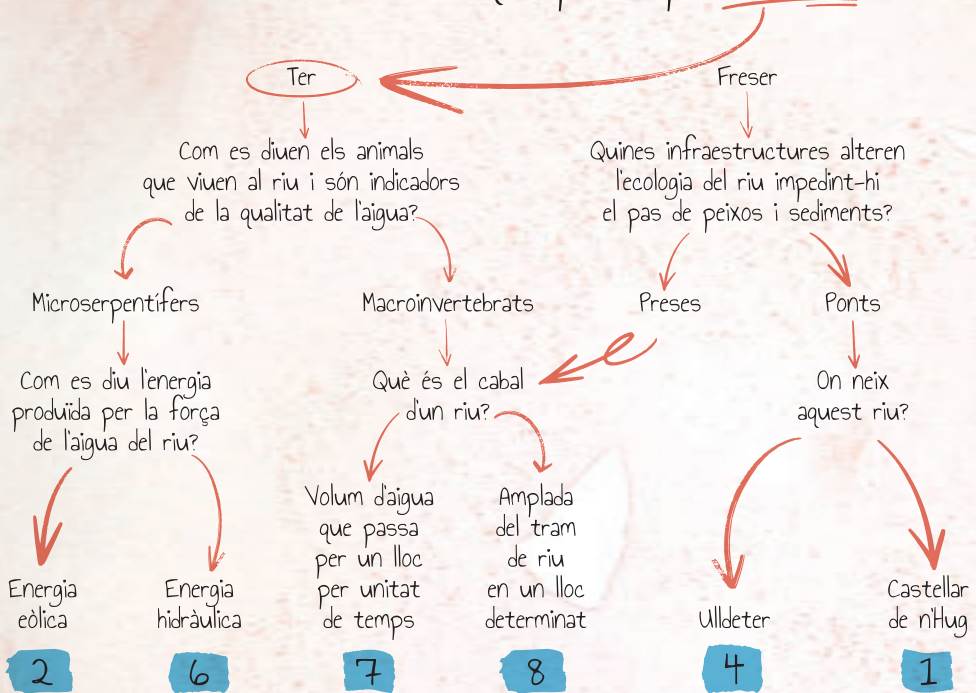 Ter
Freser
Com es diuen els animals
que viuen al riu i són indicadors
de la qualitat de l'aigua?
Quines infraestructures alteren
l'ecologia del riu impedint-hi
el pas de peixos i sediments?
Microserpentífers
Macroinvertebrats
Preses
Ponts
Com es diu l'energia
produïda per la força
de l'aigua del riu?
Què és el cabal
d'un riu?
On neix
aquest riu?
Energia
eòlica
Energia
hidràulica
Volum d'aigua
que passa
per un lloc
per unitat
de temps
Amplada
del tram
de riu
en un lloc
determinat
Ulldeter
Castellar
de n'Hug
2
6
7
8
4
1